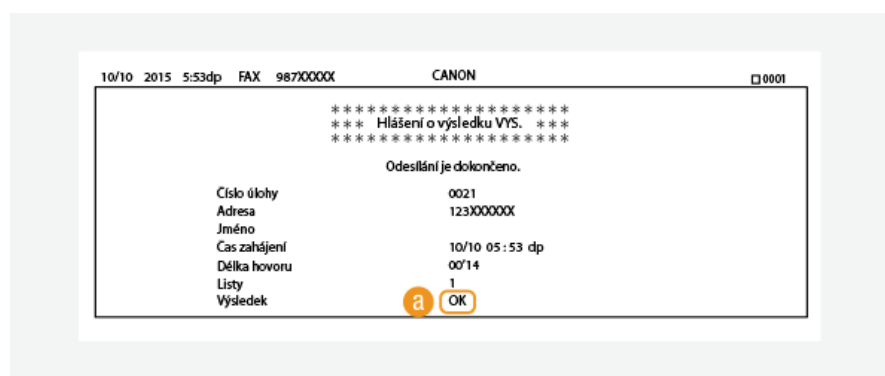 10/10 2015 5:53dp FAX 987XXXXX CANON 0001
********************
*** Hlášení o výsledku VYS. ***
********************
Odesílání je dokončeno.
Číslo úlohy 0021
Adresa 123XXXXXX
Jméno
Čas zahájení 10/10 05:53 dp
Délka hovoru 00'14
Listy 1
Výsledek a OK